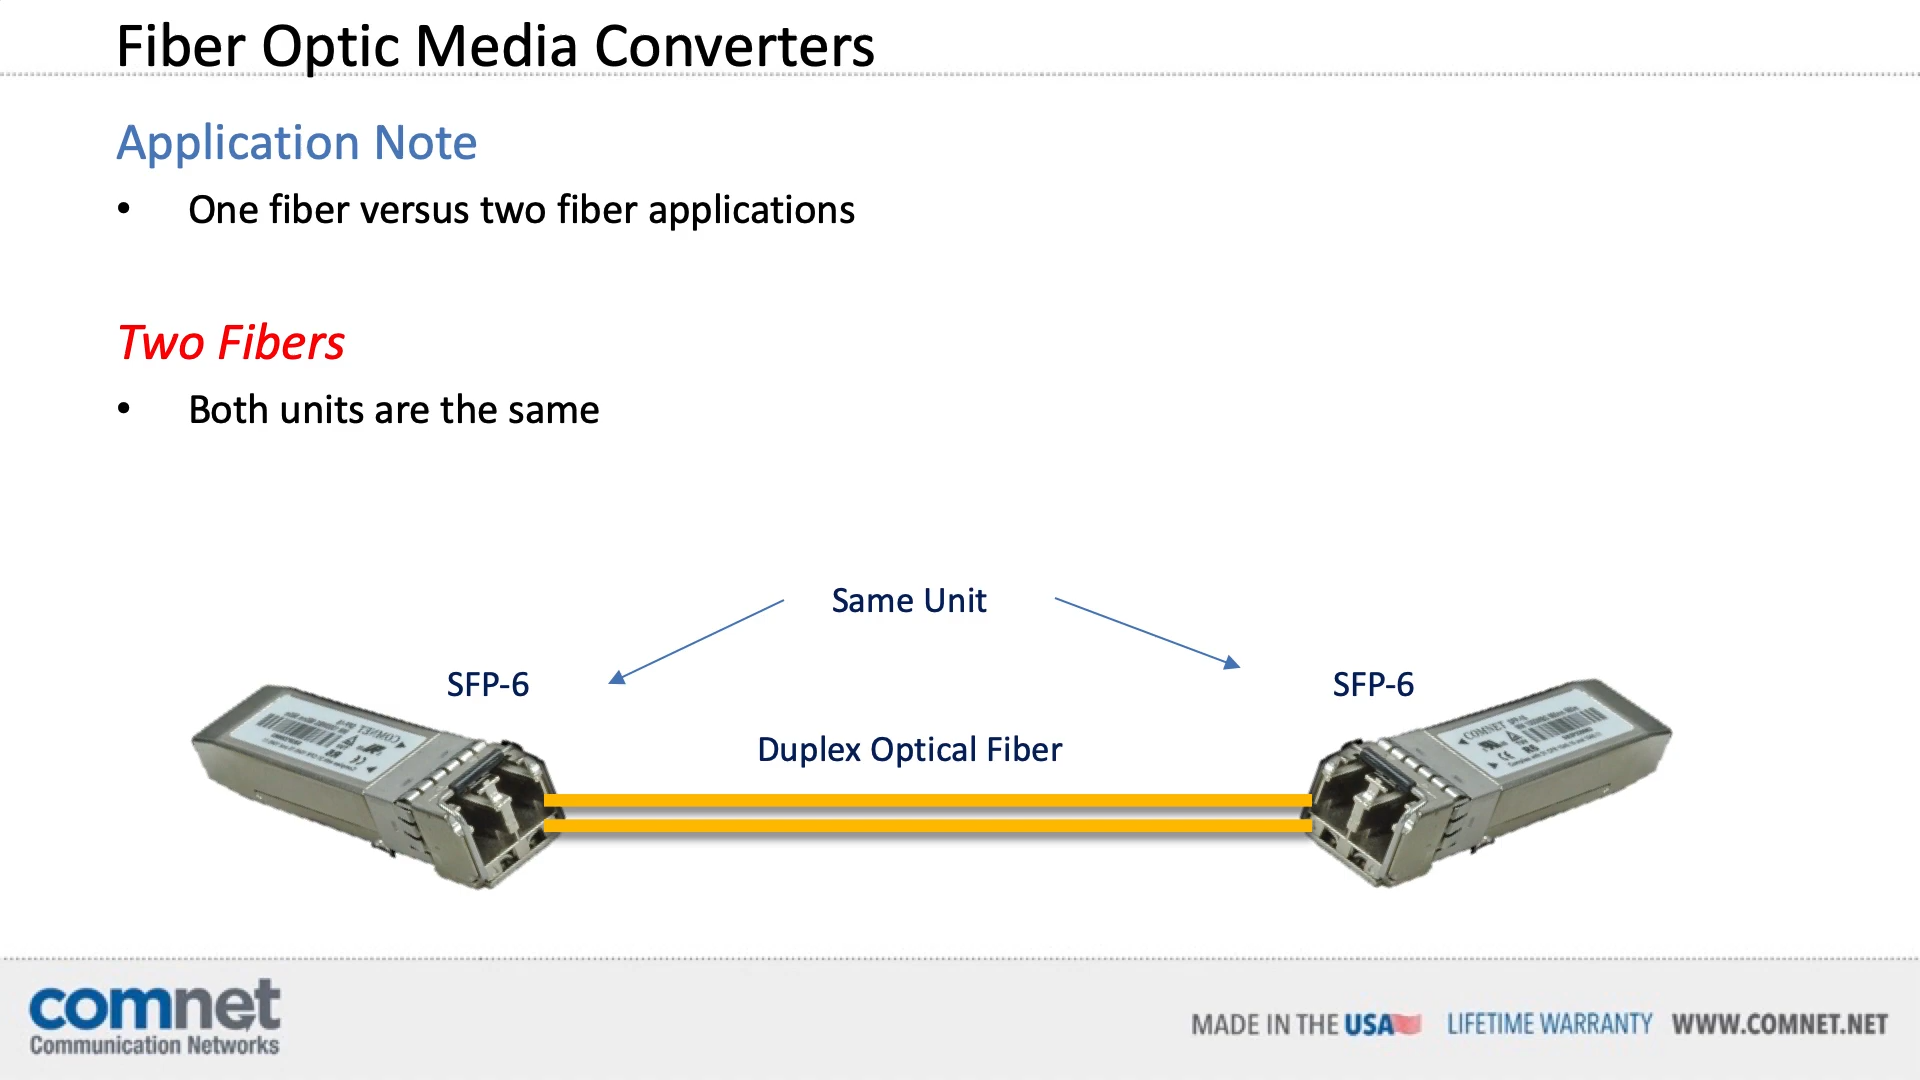 Fiber Optic Media Converters
Application Note
• One fiber versus two fiber applications
Two Fibers
• Both units are the same
Same Unit
SFP-6
SFP-6
Duplex Optical Fiber
COMNET
COMNET
comnet
Communication Networks
MADE IN THE USA
LIFETIME WARRANTY
WWW.COMNET.NET